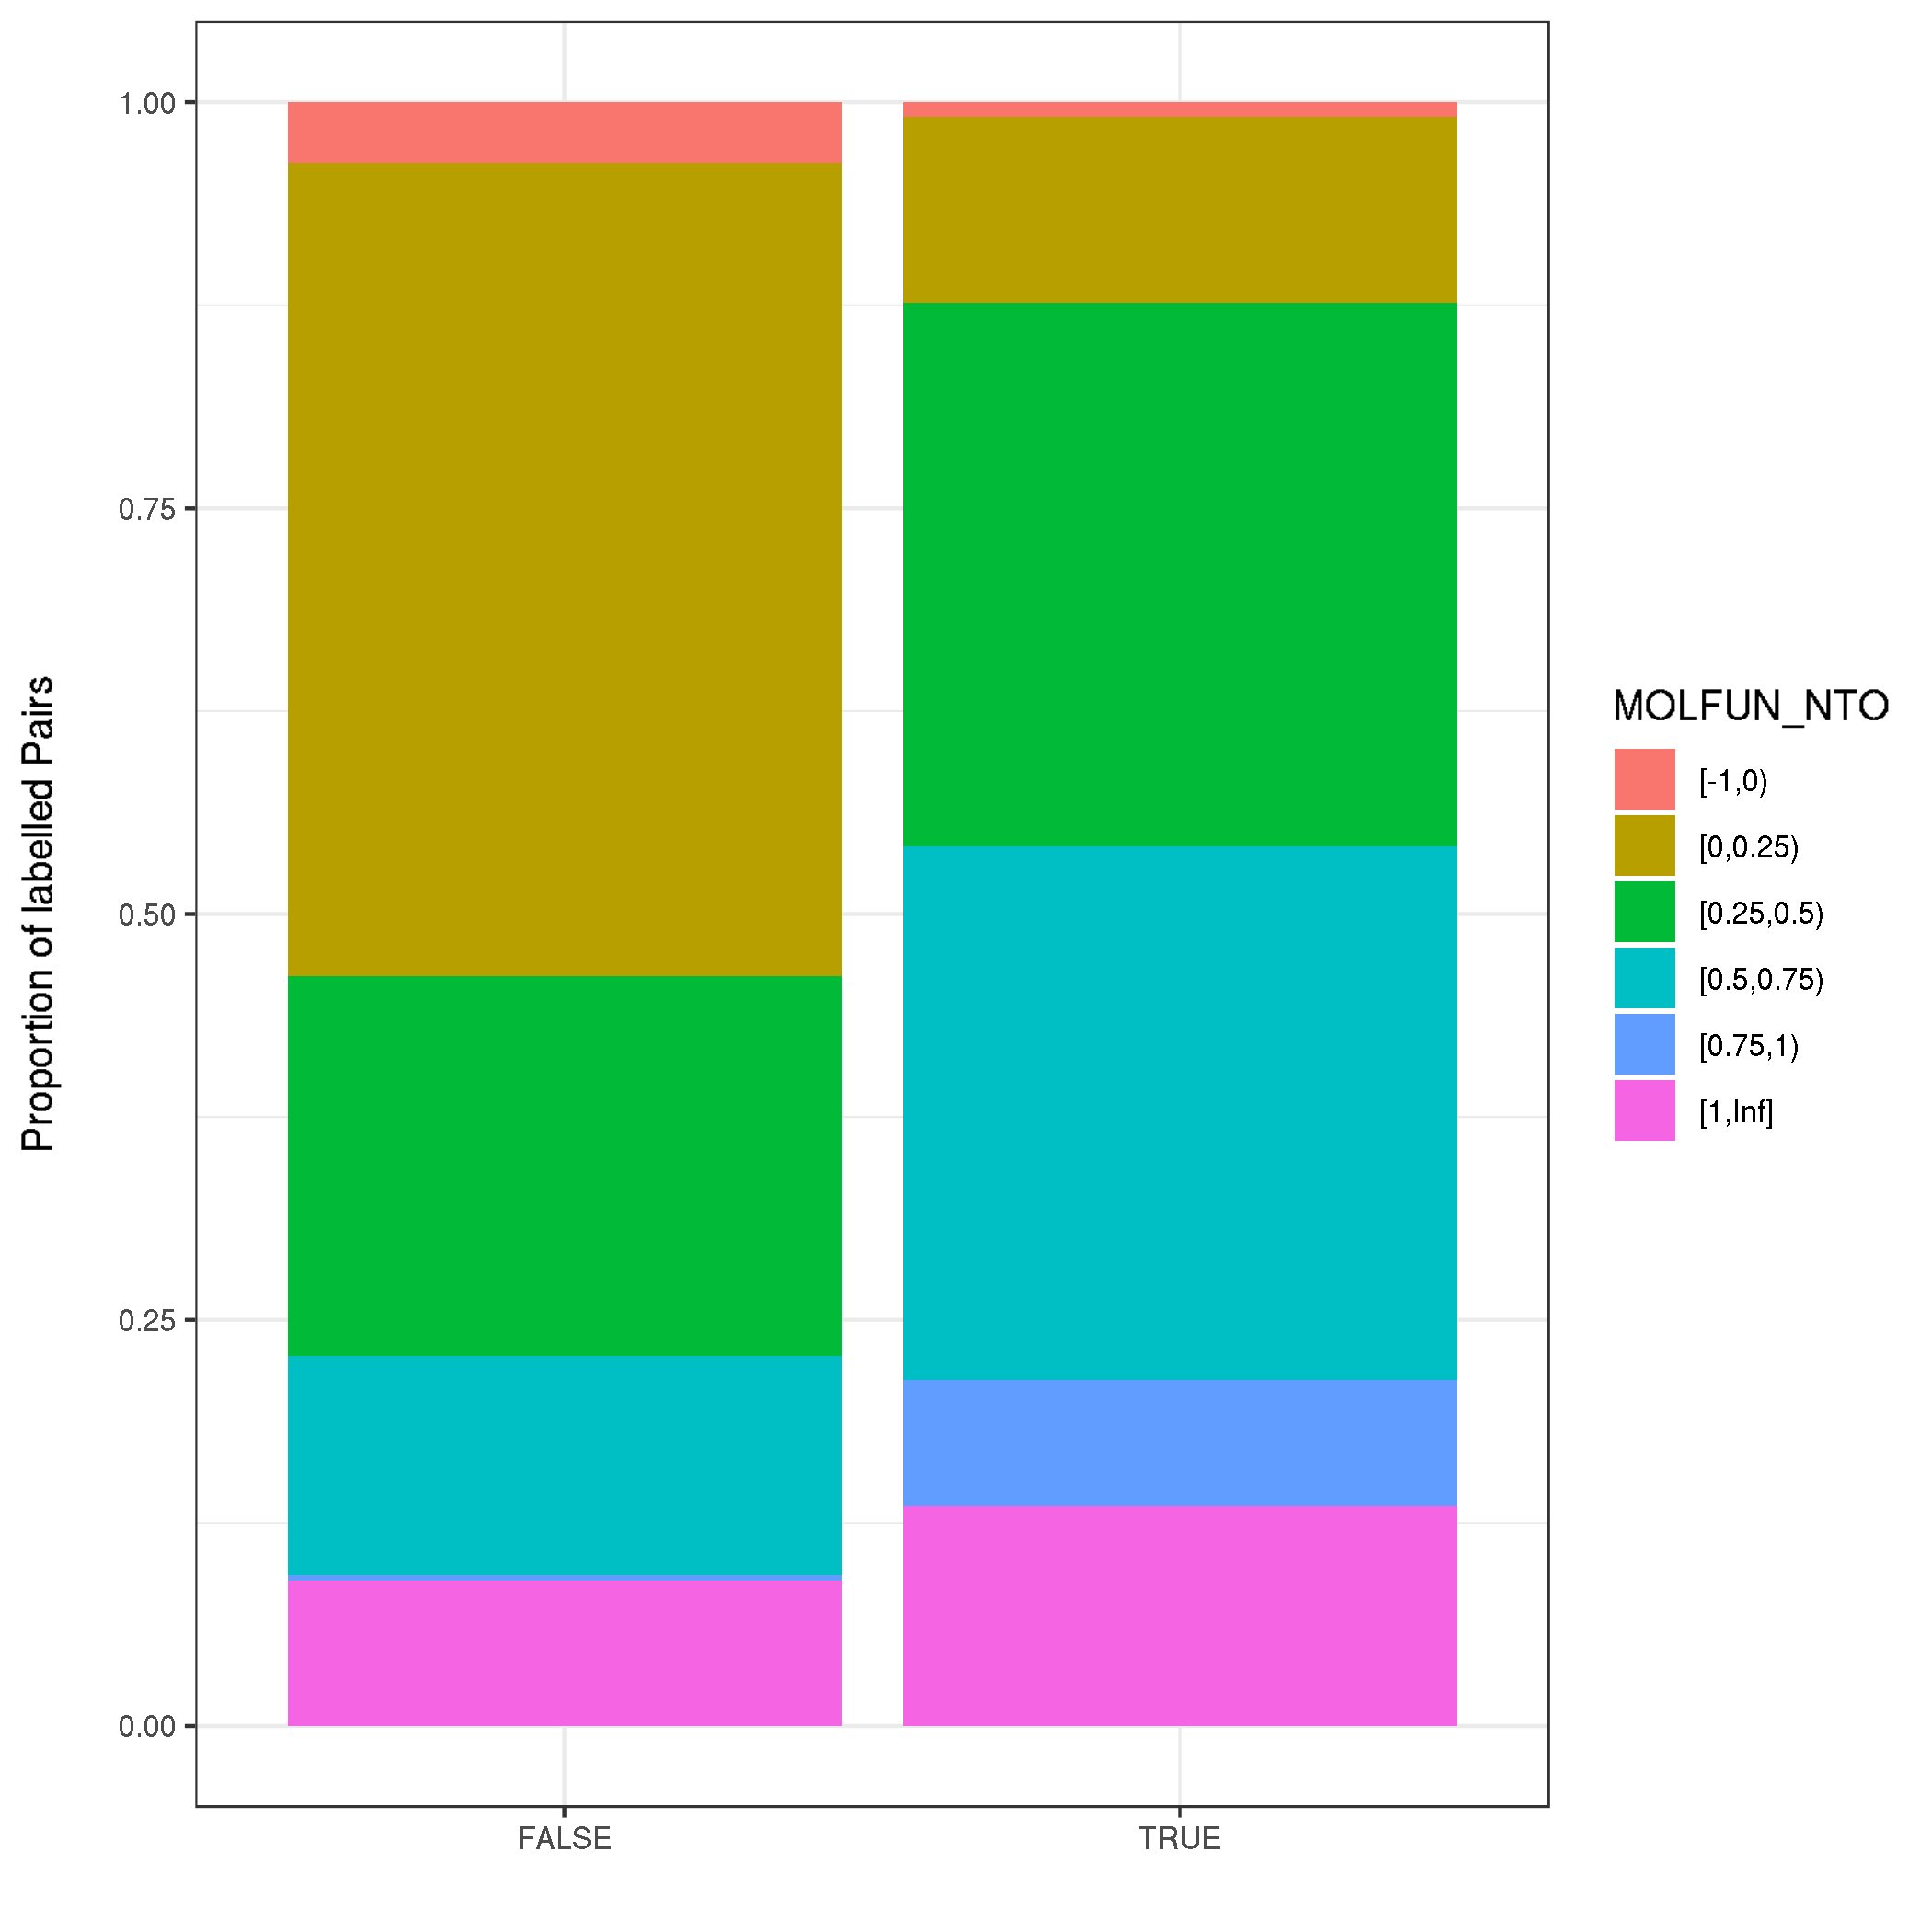 Proportion of labelled Pairs
1.00
0.75
0.50
0.25
0.00
FALSE
TRUE
MOLFUN_NTO
[-1,0)
[0,0.25)
[0.25,0.5)
[0.5,0.75)
[0.75,1)
[1,Inf]